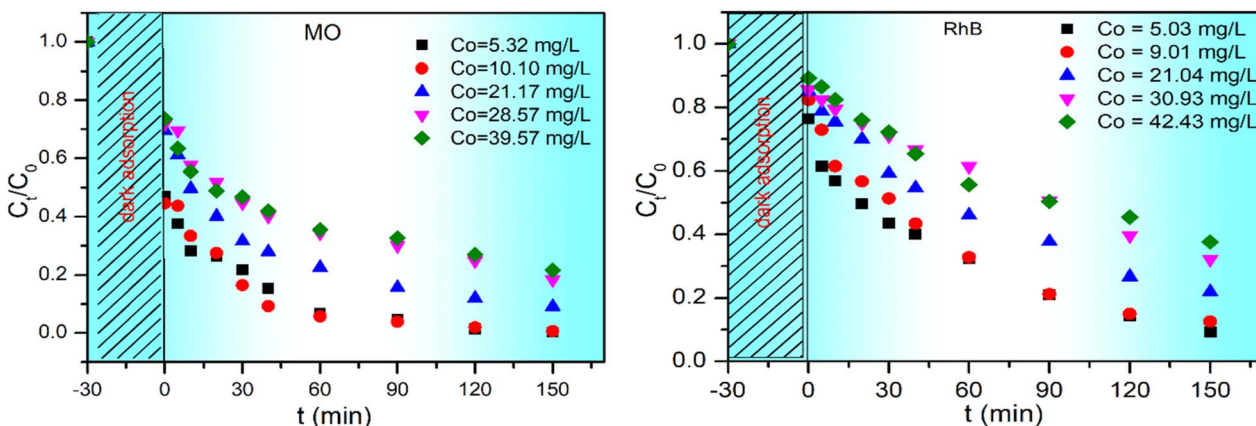 MO
Co=5.32 mg/L
Co=10.10 mg/L
Co=21.17 mg/L
Co=28.57 mg/L
Co=39.57 mg/L
dark adsorption
1.0
0.8
0.6
0.4
0.2
0.0
Ct/C0
-30
0
30
60
90
120
150
t (min)
RhB
Co = 5.03 mg/L
Co = 9.01 mg/L
Co = 21.04 mg/L
Co = 30.93 mg/L
Co = 42.43 mg/L
dark adsorption
1.0
0.8
0.6
0.4
0.2
0.0
Ct/C0
-30
0
30
60
90
120
150
t (min)